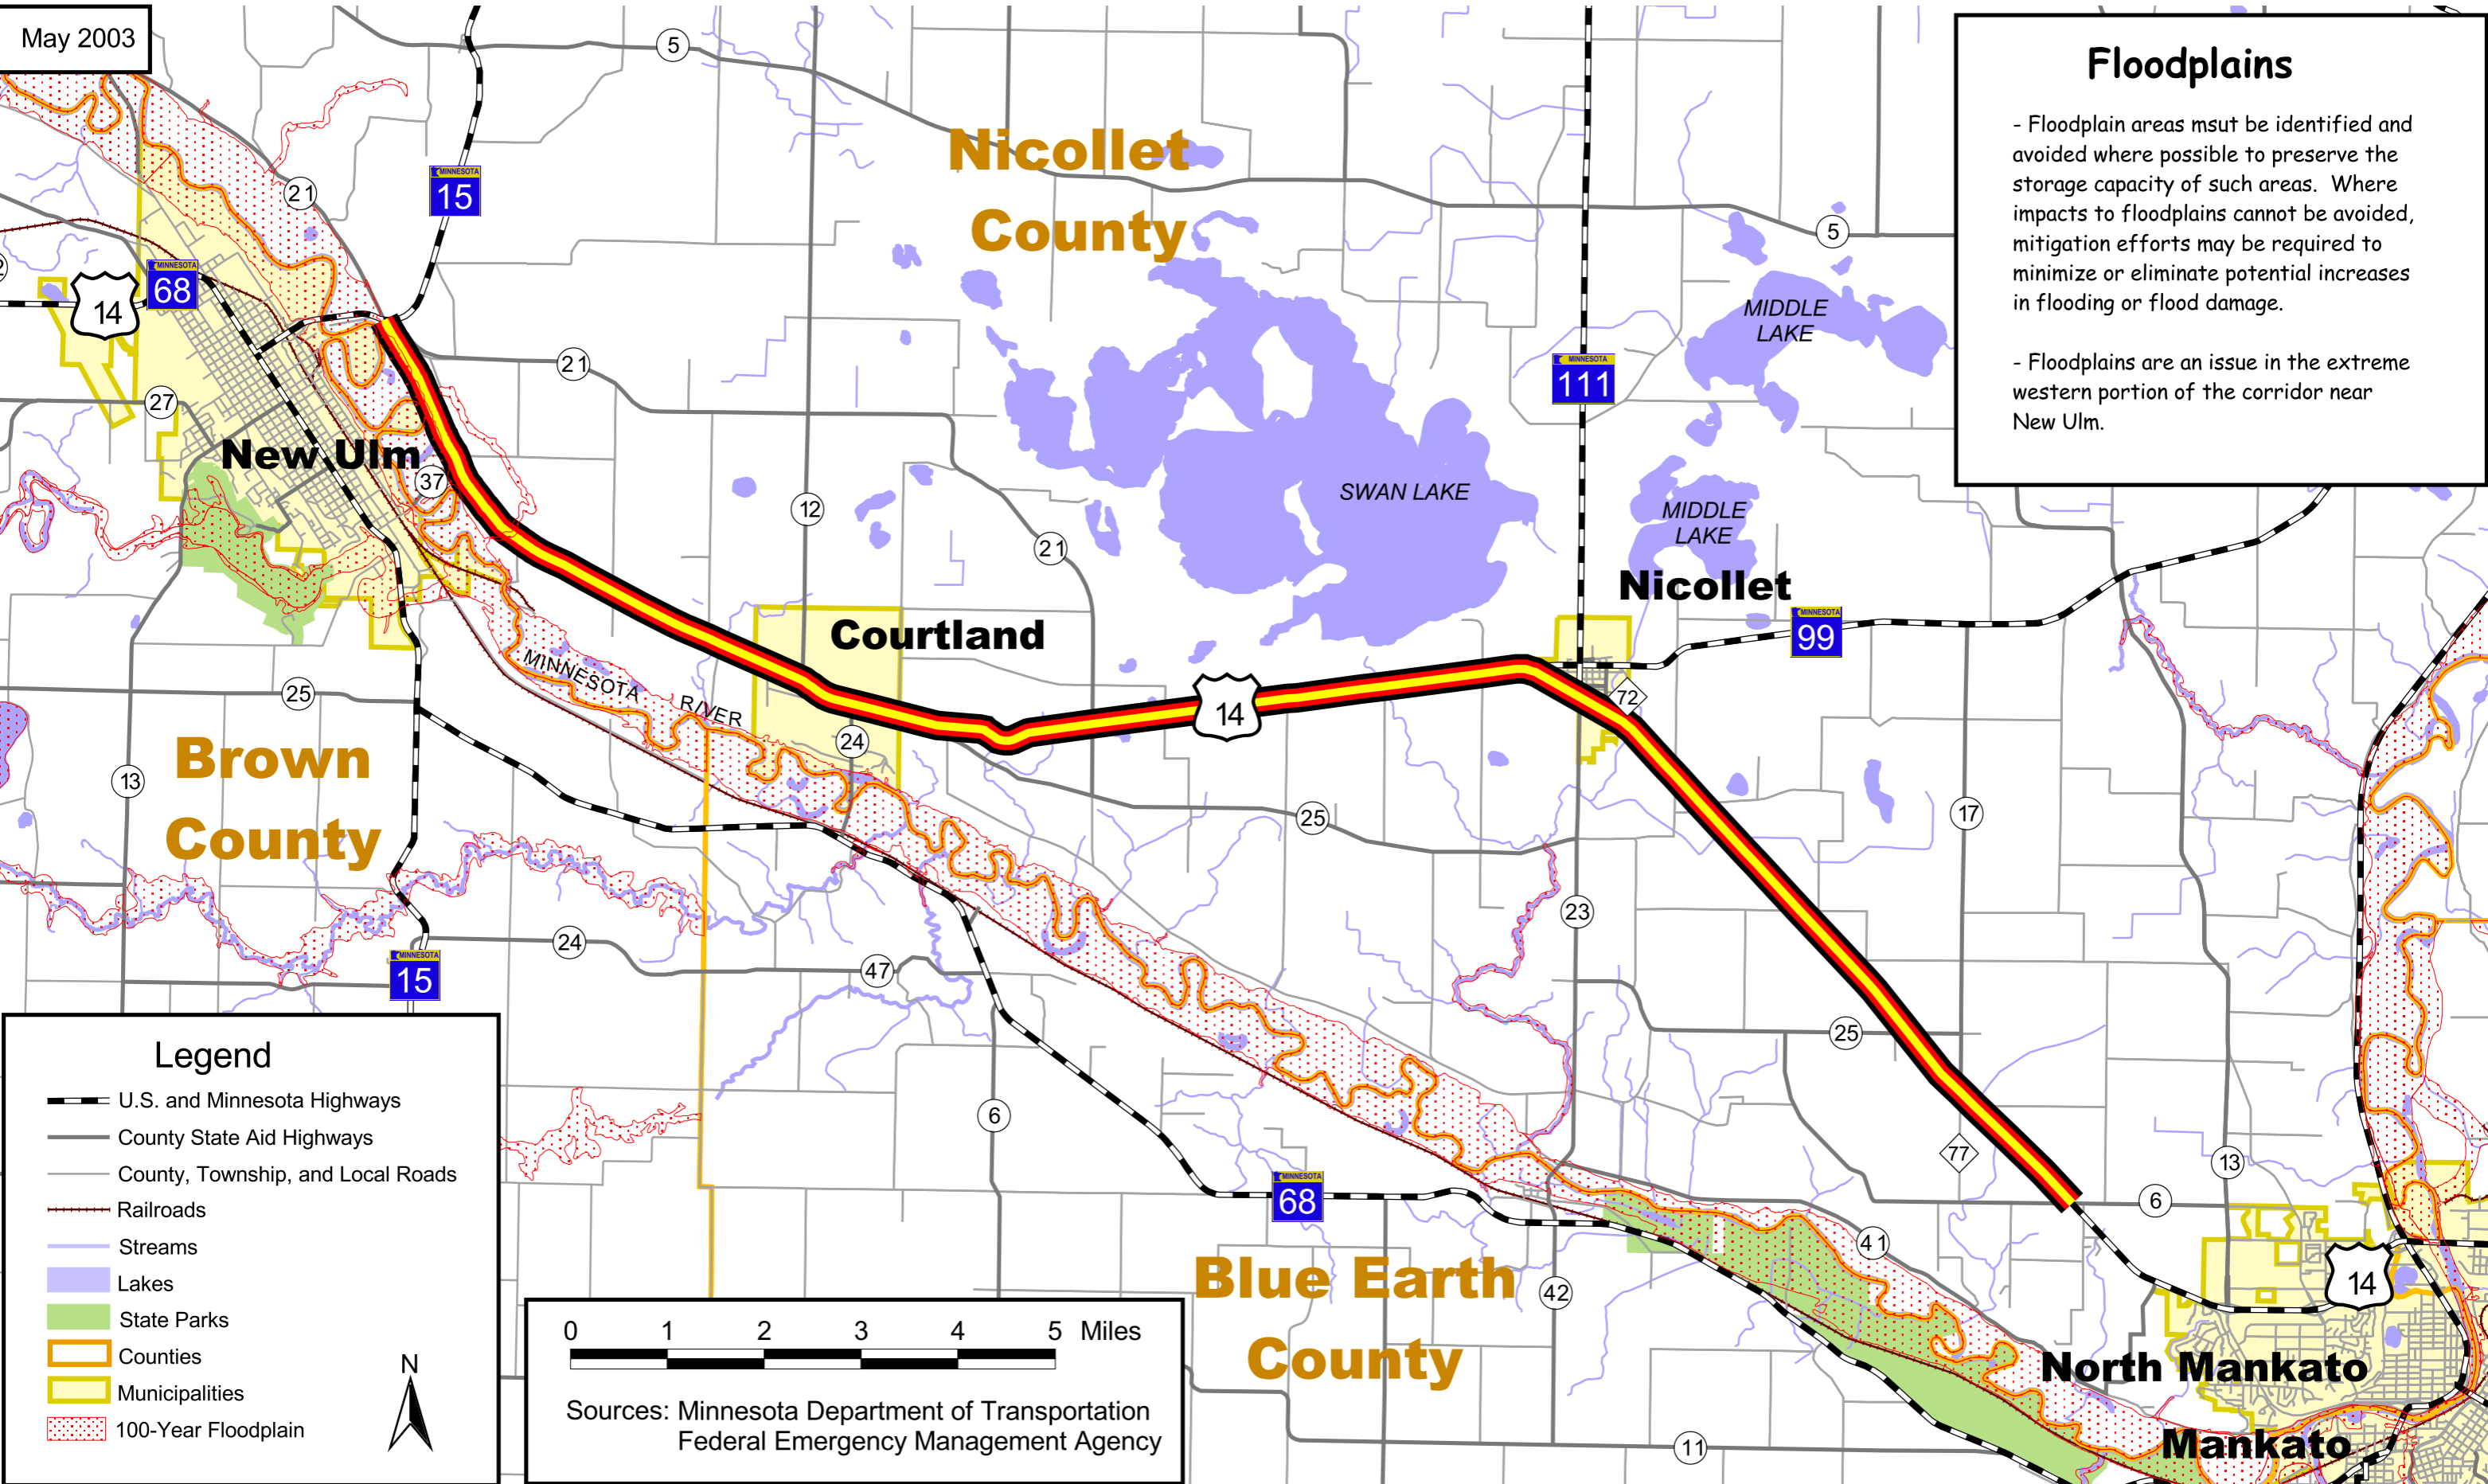 May 2003
Floodplains
- Floodplain areas msut be identified and
avoided where possible to preserve the
storage capacity of such areas.  Where
impacts to floodplains cannot be avoided,
mitigation efforts may be required to
minimize or eliminate potential increases
in flooding or flood damage.
- Floodplains are an issue in the extreme
western portion of the corridor near
New Ulm.
5
Nicollet
County
MINNESOTA
15
21
5
MINNESOTA
68
14
MIDDLE
LAKE
21
MINNESOTA
111
27
New Ulm
37
12
SWAN LAKE
MIDDLE
LAKE
21
Nicollet
Courtland
MINNESOTA
99
MINNESOTA RIVER
25
72
14
24
Brown
County
13
25
17
23
24
47
MINNESOTA
15
25
6
77
13
MINNESOTA
68
6
41
Blue Earth
County
42
14
North Mankato
Mankato
11
Legend
U.S. and Minnesota Highways
County State Aid Highways
County, Township, and Local Roads
Railroads
Streams
Lakes
State Parks
Counties
Municipalities
100-Year Floodplain
N
0 1 2 3 4 5 Miles
Sources: Minnesota Department of Transportation
Federal Emergency Management Agency